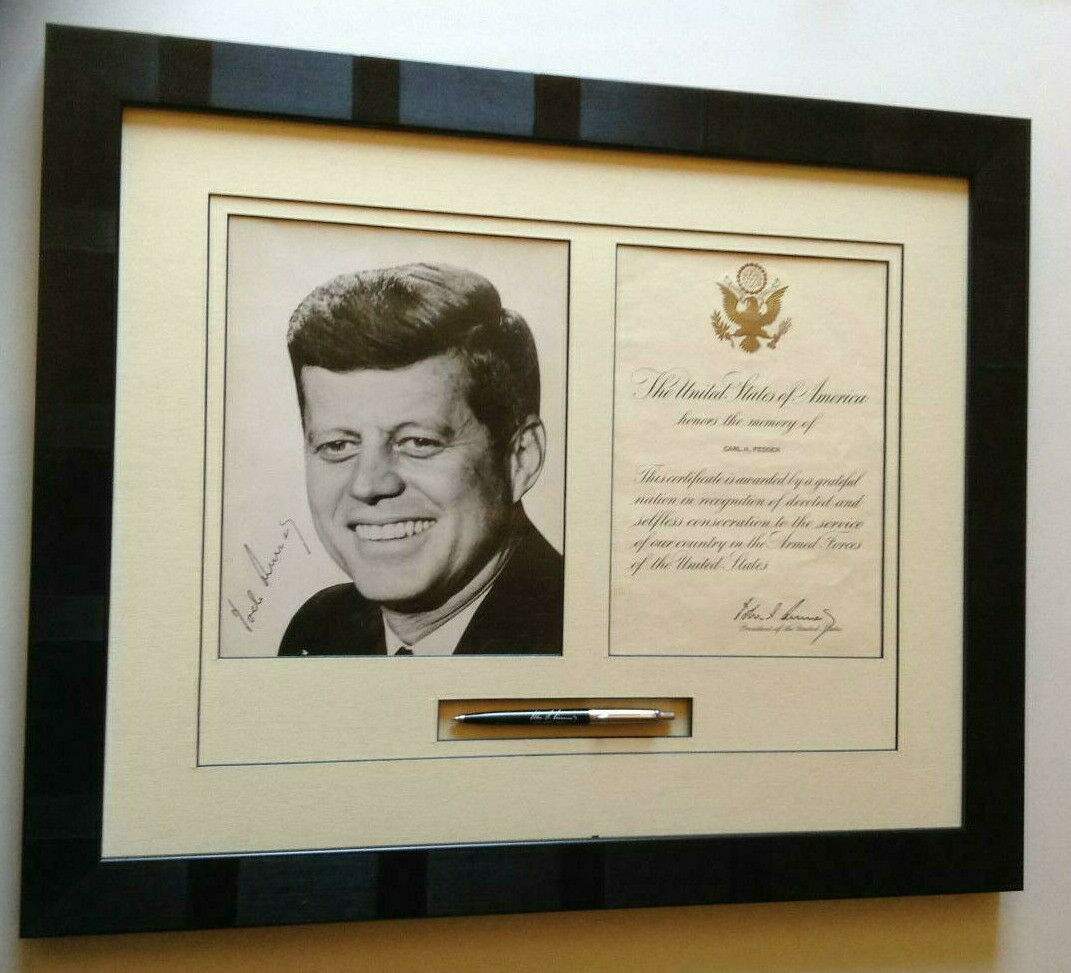 The United States of America
honors the memory of
CARL H. FEDDER
This certificate is awarded by a grateful
nation in recognition of devoted and
selfless consecration to the service
of our country in the Armed Forces
of the United States
President of the United States